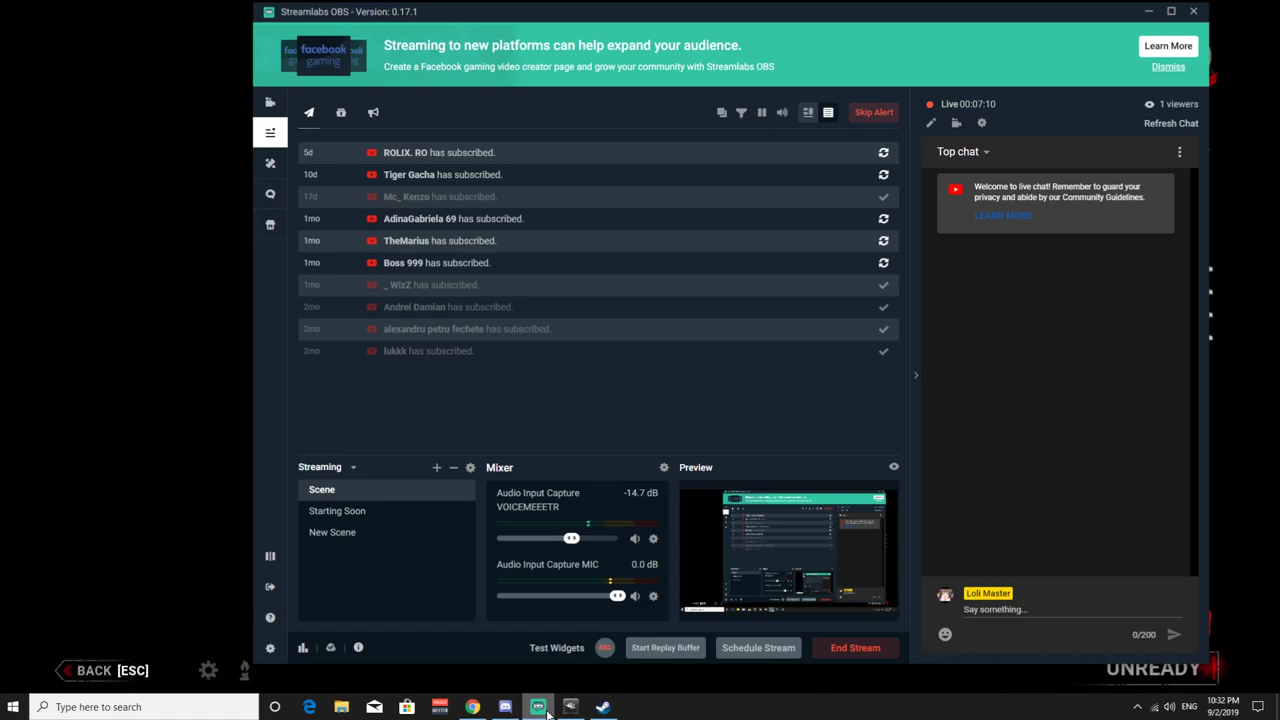 Streamlabs OBS - Version: 0.17.1
facebook
gaming
Streaming to new platforms can help expand your audience.
Create a Facebook gaming video creator page and grow your community with Streamlabs OBS
Learn More
Dismiss
Skip Alert
Live 00:07:10
1 viewers
Refresh Chat
5d ROLIX. RO has subscribed.
10d Tiger Gacha has subscribed.
17d Mc_ Kenzo has subscribed.
1mo AdinaGabriela 69 has subscribed.
1mo TheMarius has subscribed.
1mo Boss 999 has subscribed.
1mo _ WizZ has subscribed.
2mo Andrei Damian has subscribed.
2mo alexandru petru fechete has subscribed.
2mo lukkk has subscribed.
Top chat
Welcome to live chat! Remember to guard your
privacy and abide by our Community Guidelines.
LEARN MORE
Streaming
Scene
Starting Soon
New Scene
Mixer
Audio Input Capture -14.7 dB
VOICEMEEETR
Audio Input Capture MIC 0.0 dB
Preview
Loli Master
Say something...
0/200
Test Widgets
REC
Start Replay Buffer
Schedule Stream
End Stream
BACK [ESC]
UNREADY
Type here to search
VOICE
MEETER
ENG
10:32 PM
9/2/2019